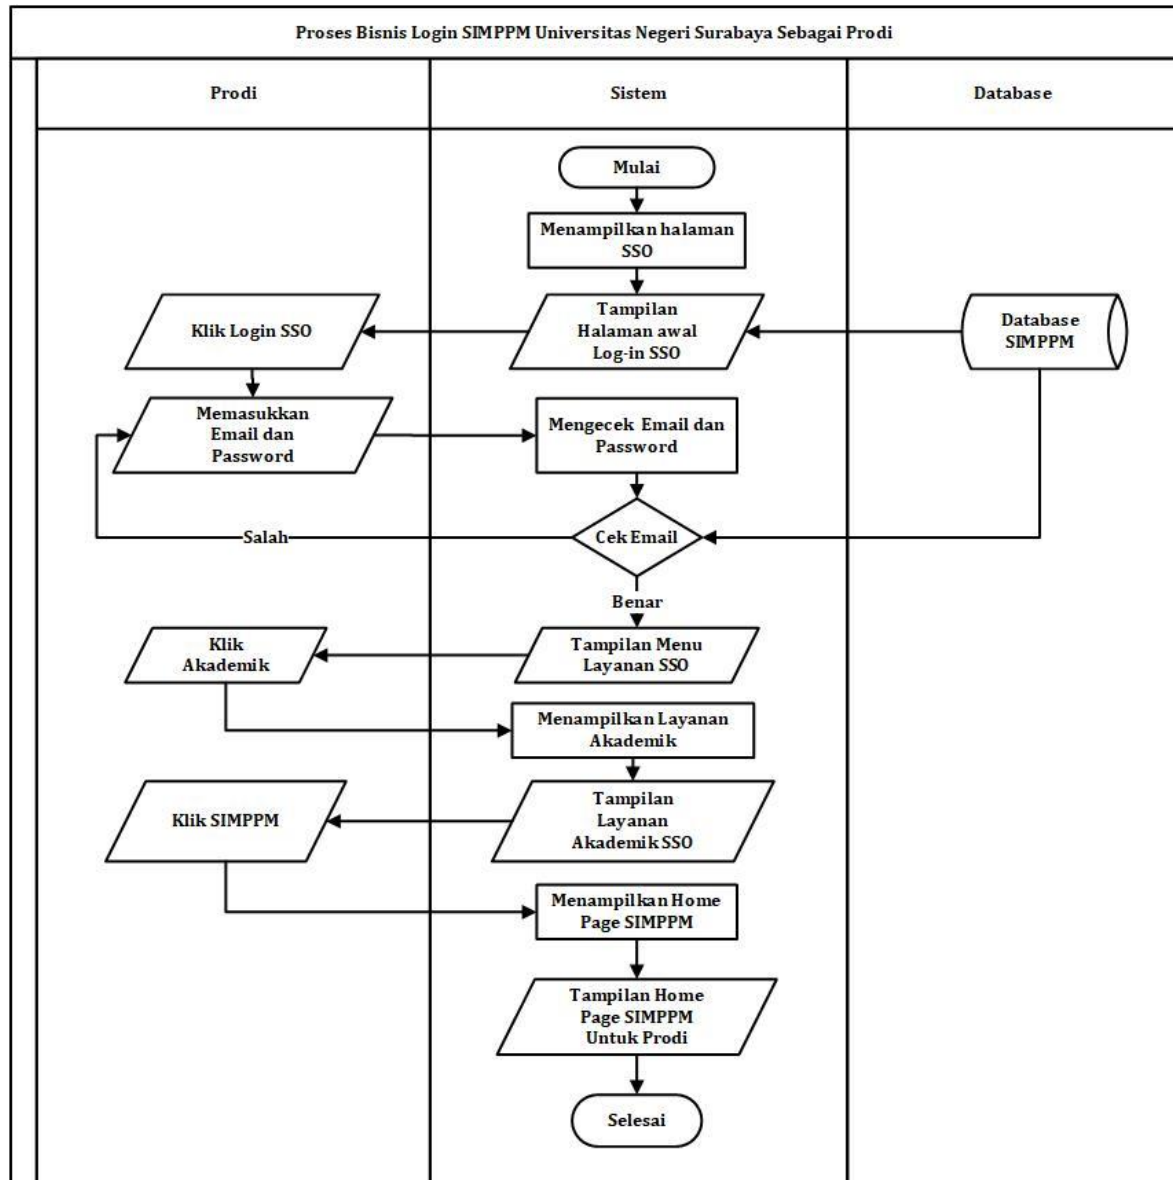 Proses Bisnis Login SIMPPM Universitas Negeri Surabaya Sebagai Prodi
Prodi
Sistem
Database
Mulai
Menampilkan halaman
SSO
Klik Login SSO
Tampilan
Halaman awal
Log-in SSO
Database
SIMPPM
Memasukkan
Email dan
Password
Mengecek Email dan
Password
Salah
Cek Email
Benar
Klik
Akademik
Tampilan Menu
Layanan SSO
Menampilkan Layanan
Akademik
Klik SIMPPM
Tampilan
Layanan
Akademik SSO
Menampilkan Home
Page SIMPPM
Tampilan Home
Page SIMPPM
Untuk Prodi
Selesai